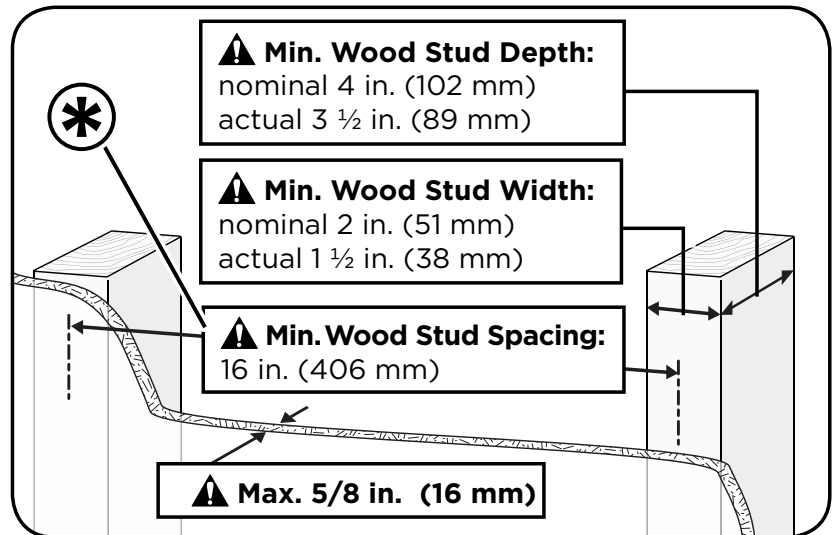 Min. Wood Stud Depth:
nominal 4 in. (102 mm)
actual 3 ½ in. (89 mm)
*
Min. Wood Stud Width:
nominal 2 in. (51 mm)
actual 1 ½ in. (38 mm)
Min. Wood Stud Spacing:
16 in. (406 mm)
Max. 5/8 in. (16 mm)